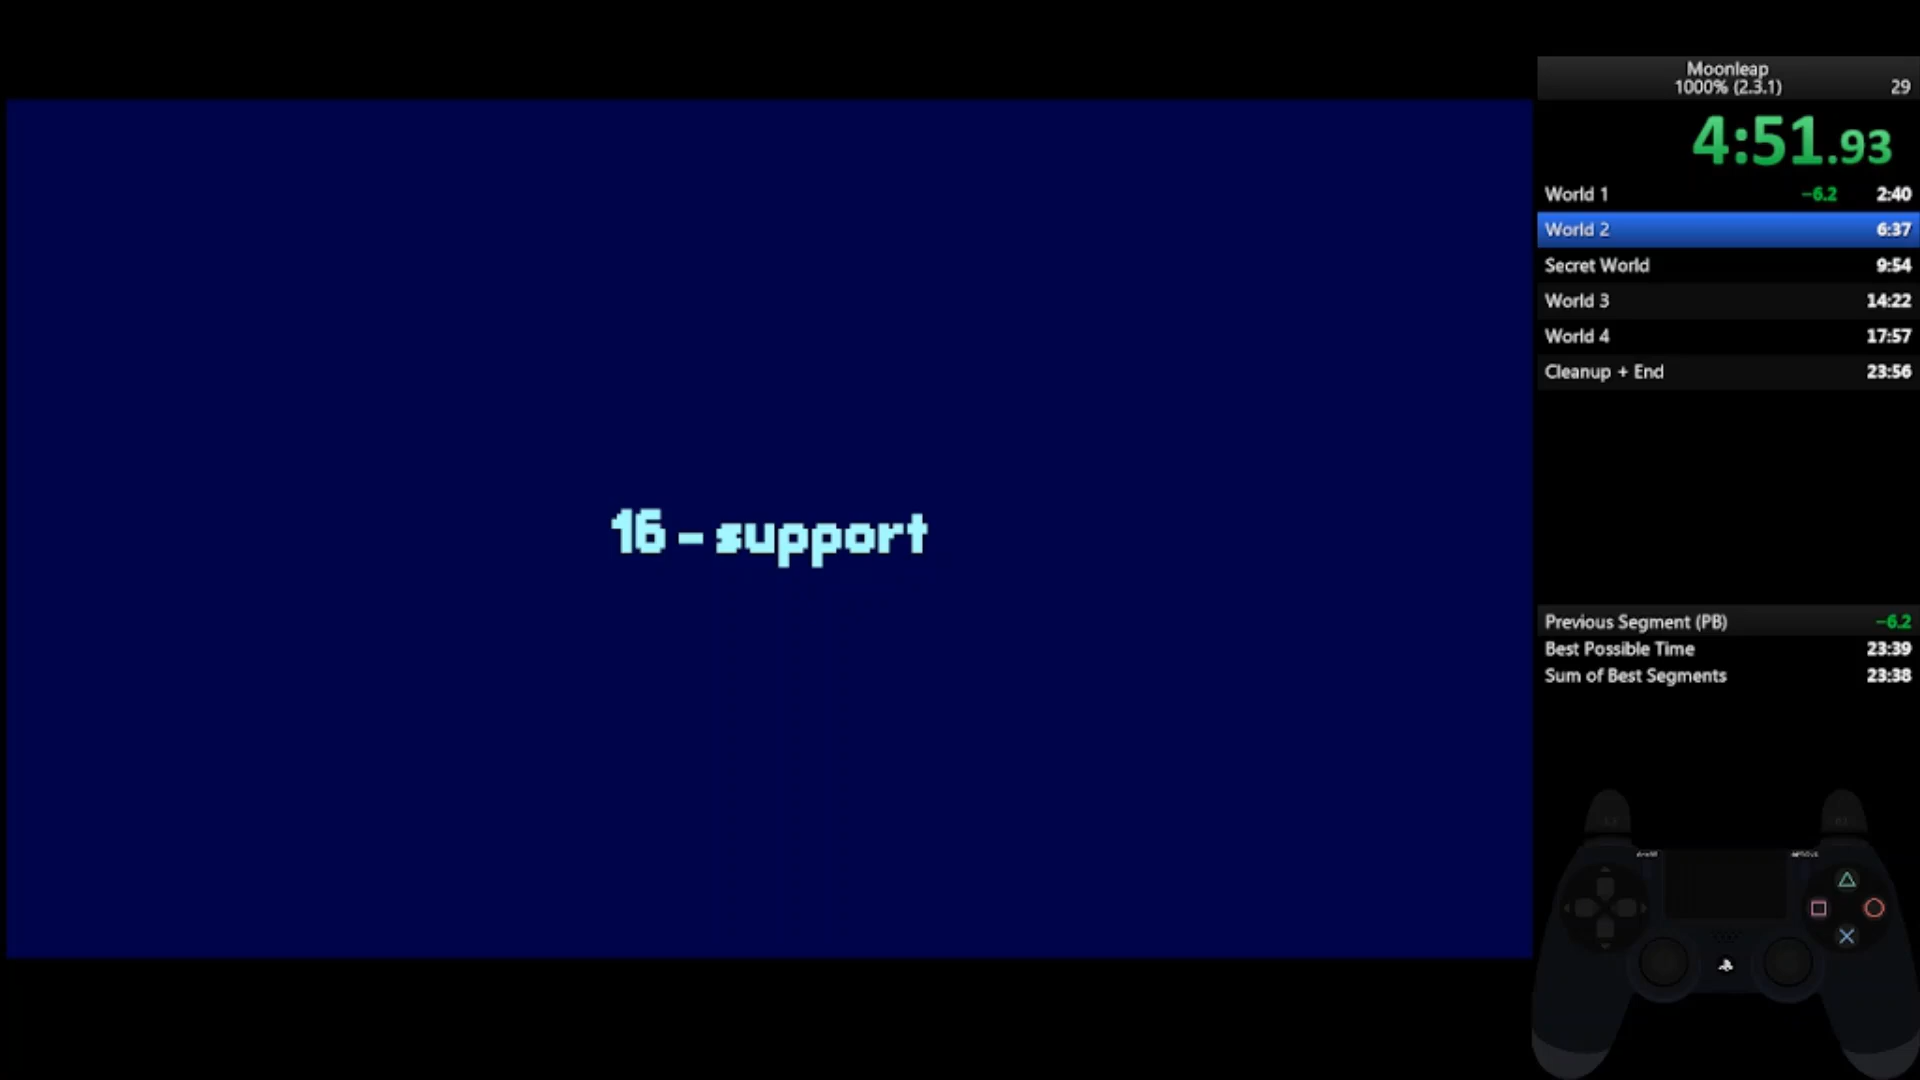 Moonleap
1000% (2.3.1) 29
4:51.93
World 1 −6.2 2:40
World 2 6:37
Secret World 9:54
World 3 14:22
World 4 17:57
Cleanup + End 23:56
16 - support
Previous Segment (PB) −6.2
Best Possible Time 23:39
Sum of Best Segments 23:38